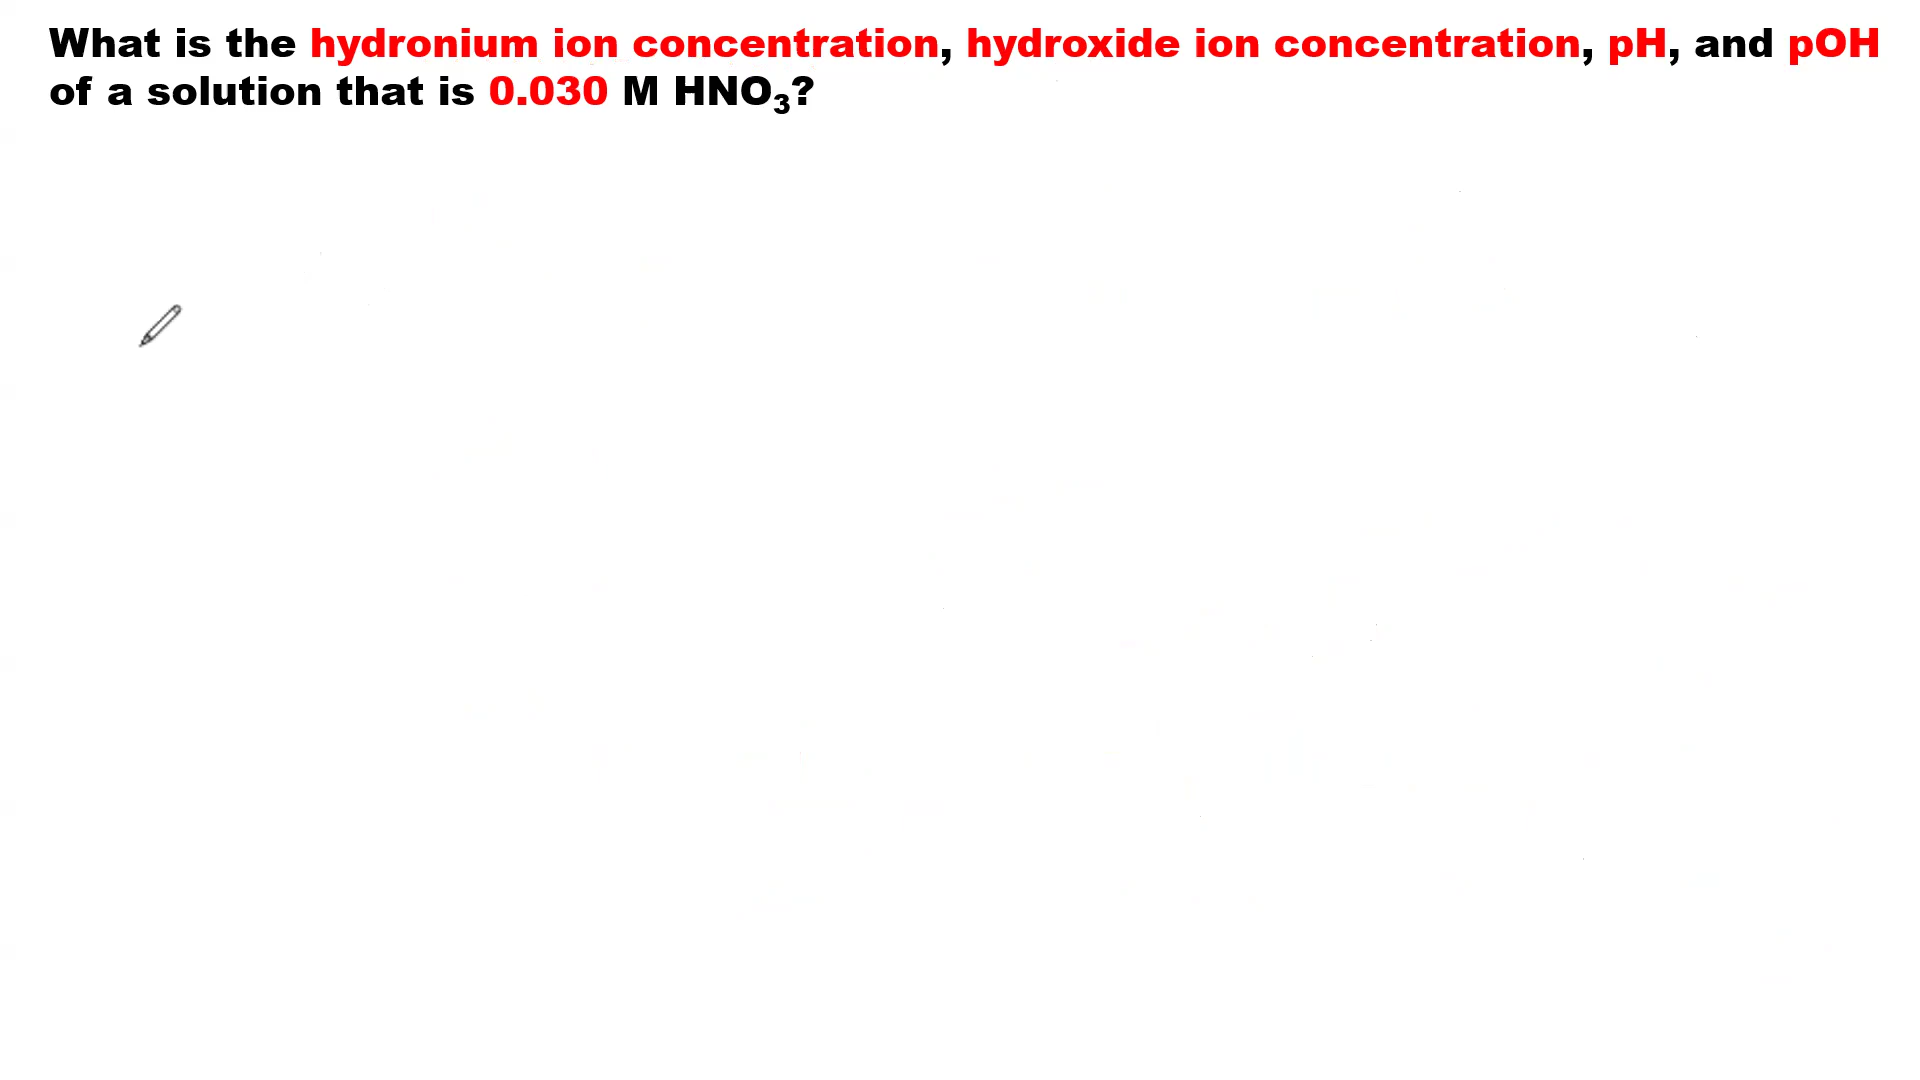 What is the hydronium ion concentration, hydroxide ion concentration, pH, and pOH
of a solution that is 0.030 M HNO₃?